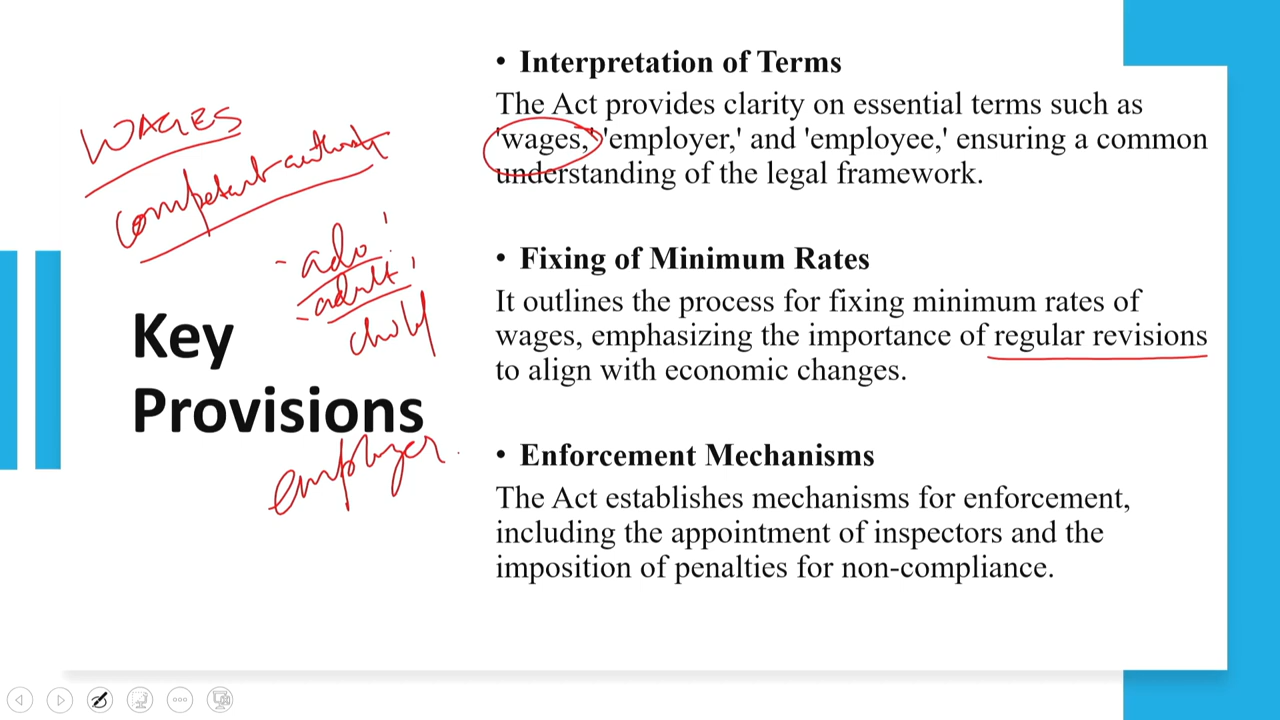 WAGES
competent authority
- ado
- adult
child
Key
Provisions
employer
• Interpretation of Terms
The Act provides clarity on essential terms such as
'wages,' 'employer,' and 'employee,' ensuring a common
understanding of the legal framework.
• Fixing of Minimum Rates
It outlines the process for fixing minimum rates of
wages, emphasizing the importance of regular revisions
to align with economic changes.
• Enforcement Mechanisms
The Act establishes mechanisms for enforcement,
including the appointment of inspectors and the
imposition of penalties for non-compliance.